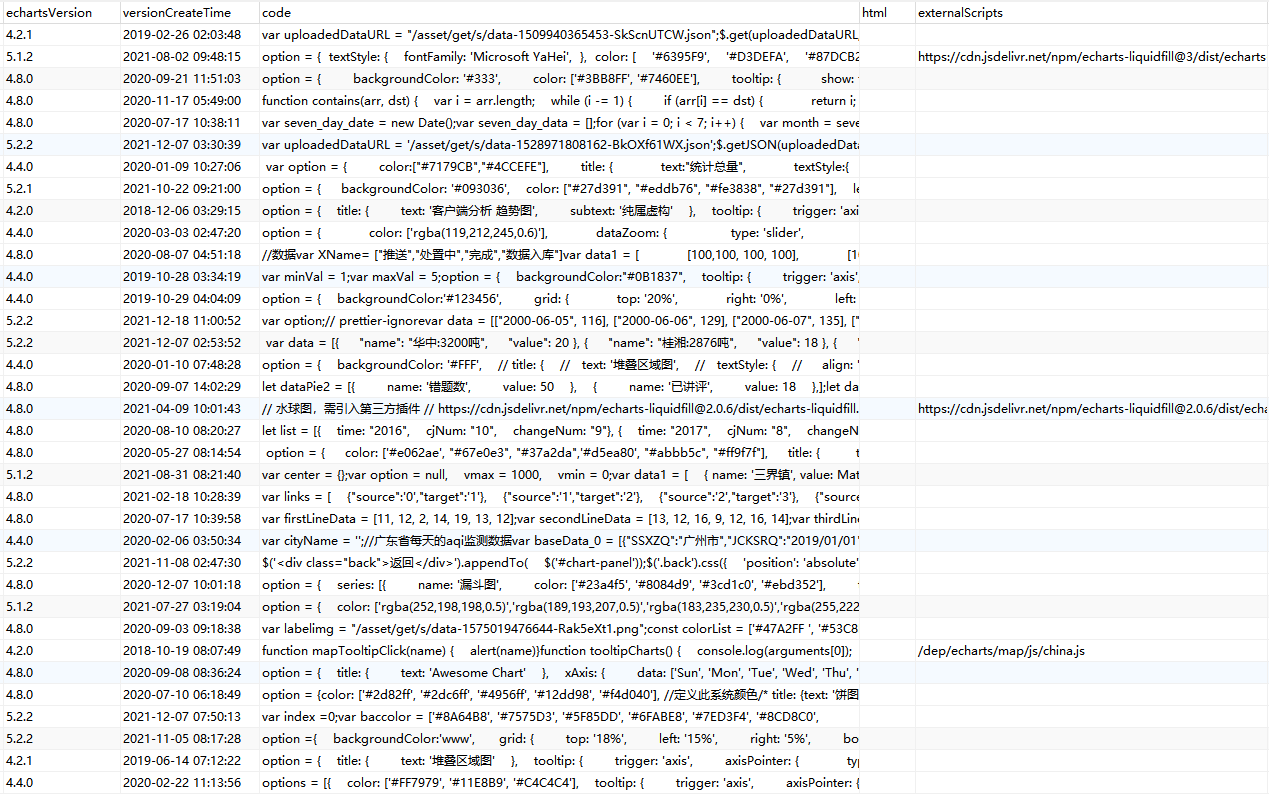 echartsVersion versionCreateTime code html externalScripts
4.2.1 2019-02-26 02:03:48 var uploadedDataURL = "/asset/get/s/data-1509940365453-SkScnUTCW.json";$.get(uploadedDataURL,
5.1.2 2021-08-02 09:48:15 option = { textStyle: { fontFamily: 'Microsoft YaHei', }, color: [ '#6395F9', '#D3DEFA', '#87DCB2 https://cdn.jsdelivr.net/npm/echarts-liquidfill@3/dist/echarts
4.8.0 2020-09-21 11:51:03 option = { backgroundColor: '#333', color: ['#3BB8FF', '#7460EE'], tooltip: { show:
4.8.0 2020-11-17 05:49:00 function contains(arr, dst) { var i = arr.length; while (i -= 1) { if (arr[i] == dst) { return i;
4.8.0 2020-07-17 10:38:11 var seven_day_date = new Date();var seven_day_data = [];for (var i = 0; i < 7; i++) { var month = seve
5.2.2 2021-12-07 03:30:39 var uploadedDataURL = '/asset/get/s/data-1528971808162-BkOXf61WX.json';$.getJSON(uploadedData
4.4.0 2020-01-09 10:27:06 var option = { color:["#7179CB","#4CCEFE"], title: { text:"统计总量", textStyle:{
5.2.1 2021-10-22 09:21:00 option = { backgroundColor: '#093036', color: ["#27d391", "#eddb76", "#fe3838", "#27d391"], le
4.2.0 2018-12-06 03:29:15 option = { title: { text: '客户端分析 趋势图', subtext: '纯属虚构' }, tooltip: { trigger: 'axi
4.4.0 2020-03-03 02:47:20 option = { color: ['rgba(119,212,245,0.6)'], dataZoom: { type: 'slider',
4.8.0 2020-08-07 04:51:18 //数据var XName= ["推送","处置中","完成","数据入库"]var data1 = [ [100,100, 100, 100], [10
4.4.0 2019-10-28 03:34:19 var minVal = 1;var maxVal = 5;option = { backgroundColor:"#0B1837", tooltip: { trigger: 'axis',
4.4.0 2019-10-29 04:04:09 option = { backgroundColor:'#123456', grid: { top: '20%', right: '0%', left:
5.2.2 2021-12-18 11:00:52 var option;// prettier-ignorevar data = [["2000-06-05", 116], ["2000-06-06", 129], ["2000-06-07", 135], ["
5.2.2 2021-12-07 02:53:52 var data = [{ "name": "华中:3200吨", "value": 20 }, { "name": "桂湘:2876吨", "value": 18 }, { "
4.4.0 2020-01-10 07:48:28 option = { backgroundColor: '#FFF', // title: { // text: '堆叠区域图', // textStyle: { // align: '
4.8.0 2020-09-07 14:02:29 let dataPie2 = [{ name: '错题数', value: 50 }, { name: '已讲评', value: 18 },];let da
4.8.0 2021-04-09 10:01:43 // 水球图，需引入第三方插件 // https://cdn.jsdelivr.net/npm/echarts-liquidfill@2.0.6/dist/echarts-liquidfill. https://cdn.jsdelivr.net/npm/echarts-liquidfill@2.0.6/dist/echa
4.8.0 2020-08-10 08:20:27 let list = [{ time: "2016", cjNum: "10", changeNum: "9"}, { time: "2017", cjNum: "8", changeN
4.8.0 2020-05-27 08:14:54 option = { color: ['#e062ae', "#67e0e3", "#37a2da",'#d5ea80', "#abbb5c", "#ff9f7f"], title: { t
5.1.2 2021-08-31 08:21:40 var center = {};var option = null, vmax = 1000, vmin = 0;var data1 = [ { name: '三界镇', value: Mat
4.8.0 2021-02-18 10:28:39 var links = [ {"source":'0',"target":'1'}, {"source":'1',"target":'2'}, {"source":'2',"target":'3'}, {"source
4.8.0 2020-07-17 10:39:58 var firstLineData = [11, 12, 2, 14, 19, 13, 12];var secondLineData = [13, 12, 16, 9, 12, 16, 14];var thirdLine
4.4.0 2020-02-06 03:50:34 var cityName = '';//广东省每天的aqi监测数据var baseData_0 = [{"SSXZQ":"广州市","JCKSRQ":"2019/01/01"
5.2.2 2021-11-08 02:47:30 $('<div class="back">返回</div>').appendTo( $('#chart-panel'));$('.back').css({ 'position': 'absolute'
4.8.0 2020-12-07 10:01:18 option = { series: [{ name: '漏斗图', color: ['#23a4f5', '#8084d9', '#3cd1c0', '#ebd352'], t
5.1.2 2021-07-27 03:19:04 option = { color: ['rgba(252,198,198,0.5)','rgba(189,193,207,0.5)','rgba(183,235,230,0.5)','rgba(255,222
4.8.0 2020-09-03 09:18:38 var labelimg = "/asset/get/s/data-1575019476644-Rak5eXt1.png";const colorList = ['#47A2FF ', '#53C8
4.2.0 2018-10-19 08:07:49 function mapTooltipClick(name) { alert(name)}function tooltipCharts() { console.log(arguments[0]); /dep/echarts/map/js/china.js
4.8.0 2020-09-08 08:36:24 option = { title: { text: 'Awesome Chart' }, xAxis: { data: ['Sun', 'Mon', 'Tue', 'Wed', 'Thu', '
4.8.0 2020-07-10 06:18:49 option = {color: ['#2d82ff', '#2dc6ff', '#4956ff', '#12dd98', '#f4d040'], //定义此系统颜色/* title: {text: '饼图
5.2.2 2021-12-07 07:50:13 var index =0;var baccolor = ['#8A64B8', '#7575D3', '#5F85DD', '#6FABE8', '#7ED3F4', '#8CD8C0',
5.2.2 2021-11-05 08:17:28 option ={ backgroundColor:'www', grid: { top: '18%', left: '15%', right: '5%', bo
4.2.1 2019-06-14 07:12:22 option = { title: { text: '堆叠区域图' }, tooltip: { trigger: 'axis', axisPointer: { typ
4.4.0 2020-02-22 11:13:56 options = [{ color: ['#FF7979', '#11E8B9', '#C4C4C4'], tooltip: { trigger: 'axis', axisPointer: {